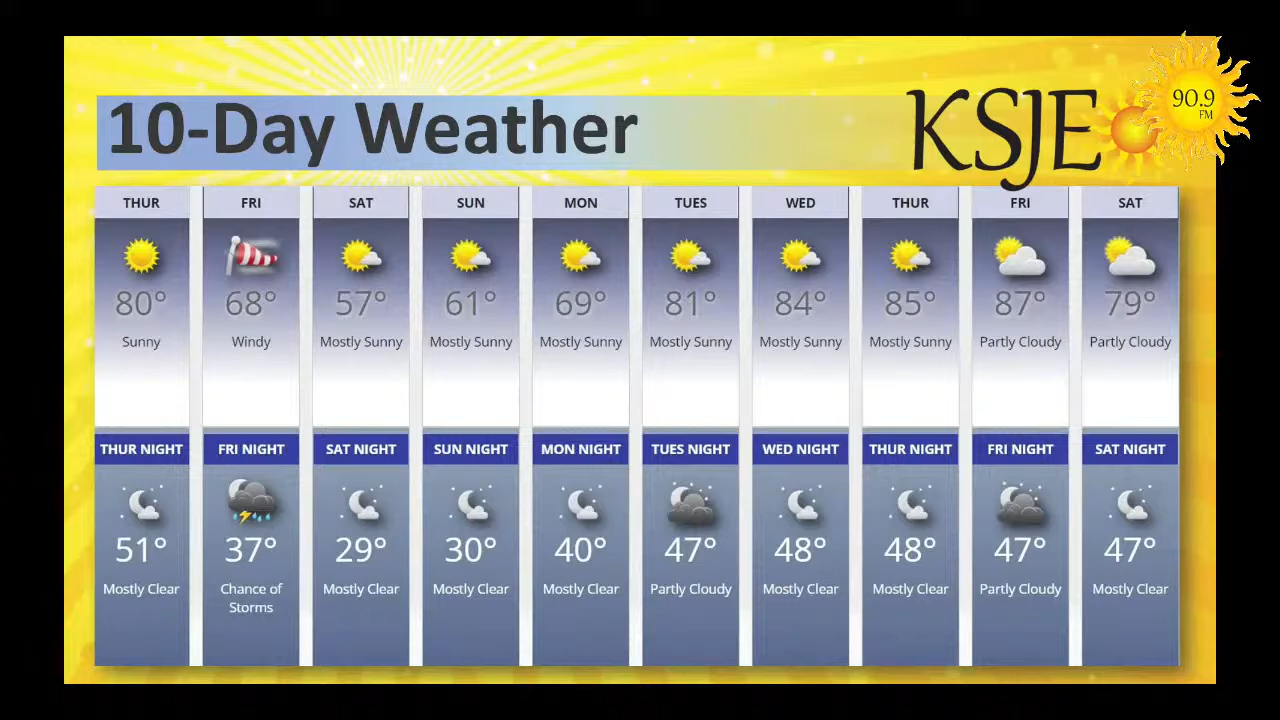 10-Day Weather
KSJE
90.9
FM
THUR FRI SAT SUN MON TUES WED THUR FRI SAT
80° 68° 57° 61° 69° 81° 84° 85° 87° 79°
Sunny Windy Mostly Sunny Mostly Sunny Mostly Sunny Mostly Sunny Mostly Sunny Mostly Sunny Partly Cloudy Partly Cloudy
THUR NIGHT FRI NIGHT SAT NIGHT SUN NIGHT MON NIGHT TUES NIGHT WED NIGHT THUR NIGHT FRI NIGHT SAT NIGHT
51° 37° 29° 30° 40° 47° 48° 48° 47° 47°
Mostly Clear Chance of Mostly Clear Mostly Clear Mostly Clear Partly Cloudy Mostly Clear Mostly Clear Partly Cloudy Mostly Clear
Storms